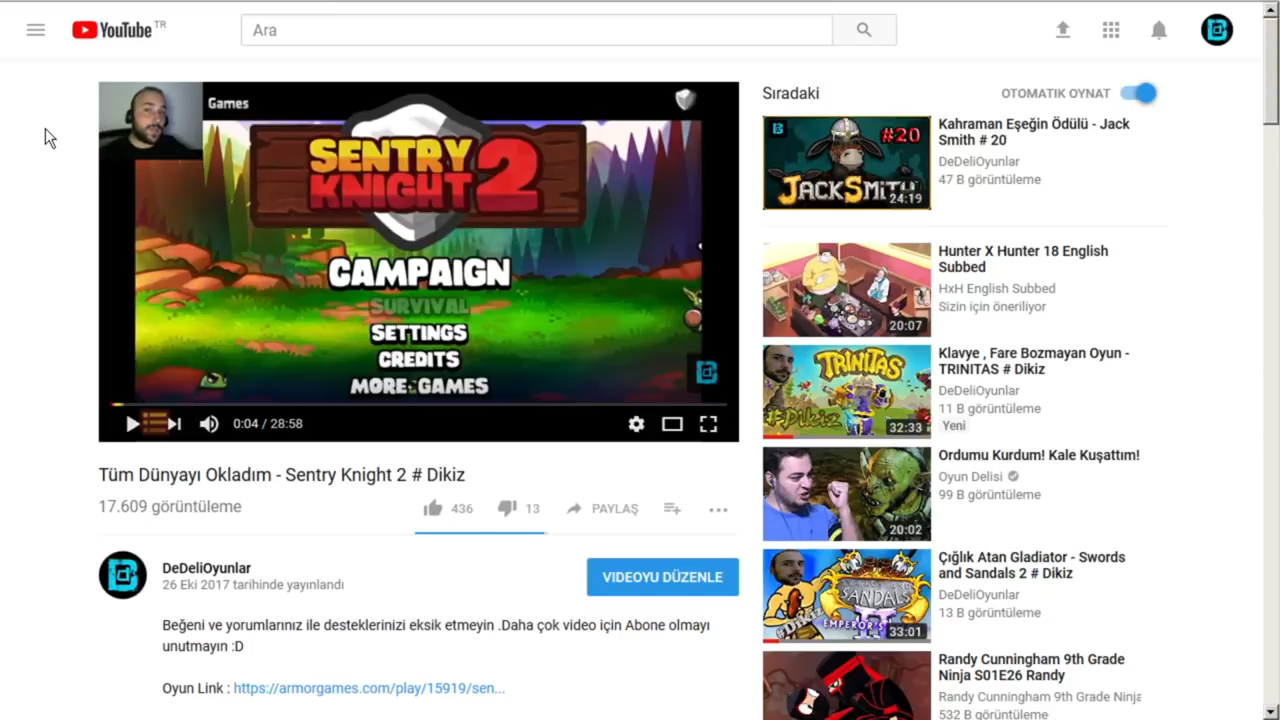 YouTube TR
Ara
Games
SENTRY
KNIGHT 2
CAMPAIGN
SURVIVAL
SETTINGS
CREDITS
MORE GAMES
0:04 / 28:58
Tüm Dünyayı Okladım - Sentry Knight 2 # Dikiz
17.609 görüntüleme
436
13
PAYLAŞ
DeDeliOyunlar
26 Eki 2017 tarihinde yayınlandı
VIDEOYU DÜZENLE
Beğeni ve yorumlarınız ile desteklerinizi eksik etmeyin .Daha çok video için Abone olmayı
unutmayın :D
Oyun Link : https://armorgames.com/play/15919/sen...
Sıradaki
OTOMATIK OYNAT
#20
JACKSMITH
24:19
Kahraman Eşeğin Ödülü - Jack
Smith # 20
DeDeliOyunlar
47 B görüntüleme
20:07
Hunter X Hunter 18 English
Subbed
HxH English Subbed
Sizin için öneriliyor
TRINITAS
#Dikiz
32:33
Klavye , Fare Bozmayan Oyun -
TRINITAS # Dikiz
DeDeliOyunlar
11 B görüntüleme
Yeni
20:02
Ordumu Kurdum! Kale Kuşattım!
Oyun Delisi
99 B görüntüleme
SANDALS
EMPEROR'S
33:01
Çığlık Atan Gladiator - Swords
and Sandals 2 # Dikiz
DeDeliOyunlar
13 B görüntüleme
Randy Cunningham 9th Grade
Ninja S01E26 Randy
Randy Cunningham 9th Grade Ninja
532 B görüntüleme